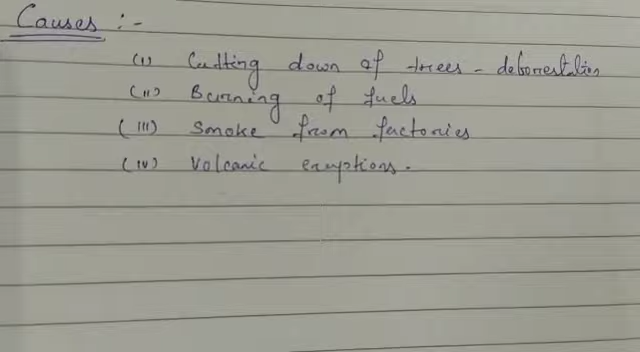 Causes :-
(i) Cutting down of trees - deforestation
(ii) Burning of fuels
(iii) Smoke from factories
(iv) Volcanic eruptions.